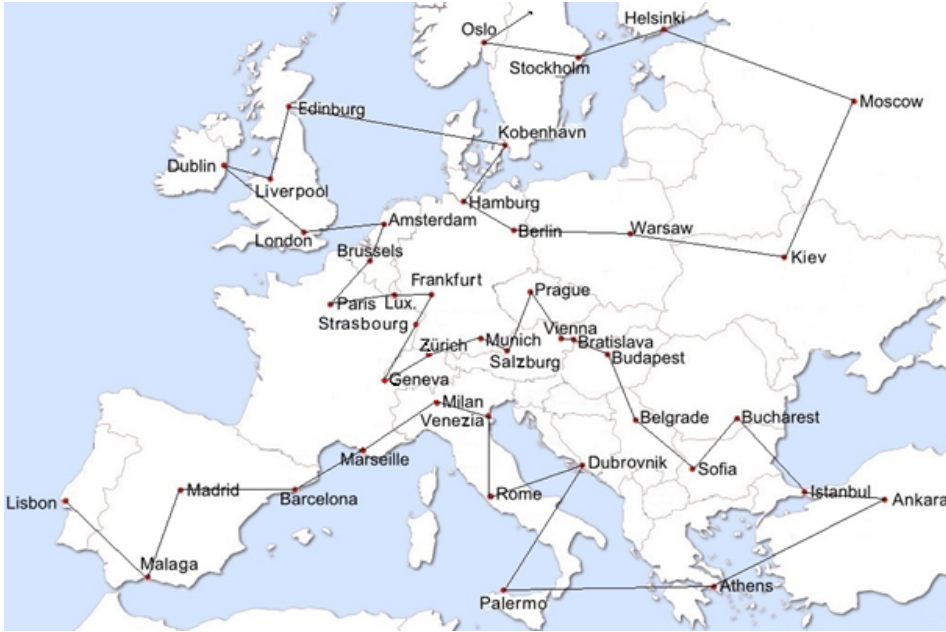 Helsinki
Oslo
Stockholm
Moscow
Edinburg
Kobenhavn
Dublin
Liverpool
Hamburg
Amsterdam
London
Berlin
Warsaw
Brussels
Kiev
Frankfurt
Prague
Paris
Lux.
Strasbourg
Vienna
Zürich
Munich
Bratislava
Salzburg
Budapest
Geneva
Milan
Venezia
Belgrade
Bucharest
Marseille
Dubrovnik
Sofia
Madrid
Barcelona
Rome
Istanbul
Lisbon
Ankara
Malaga
Athens
Palermo